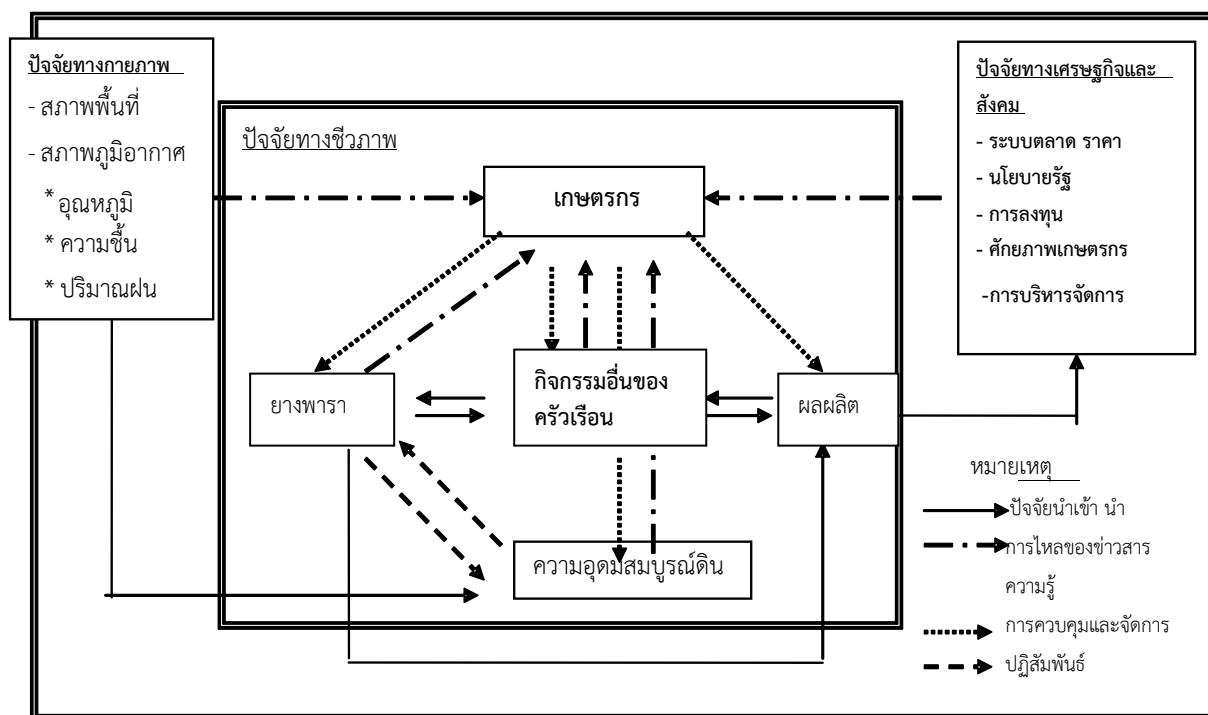 ปัจจัยทางกายภาพ
- สภาพพื้นที่
- สภาพภูมิอากาศ
* อุณหภูมิ
* ความชื้น
* ปริมาณฝน
ปัจจัยทางชีวภาพ
เกษตรกร
ยางพารา
กิจกรรมอื่นของ
ครัวเรือน
ผลผลิต
ความอุดมสมบูรณ์ดิน
ปัจจัยทางเศรษฐกิจและ
สังคม
- ระบบตลาด ราคา
- นโยบายรัฐ
- การลงทุน
- ศักยภาพเกษตรกร
-การบริหารจัดการ
หมายเหตุ
ปัจจัยนำเข้า นำ
การไหลของข่าวสาร
ความรู้
การควบคุมและจัดการ
ปฏิสัมพันธ์